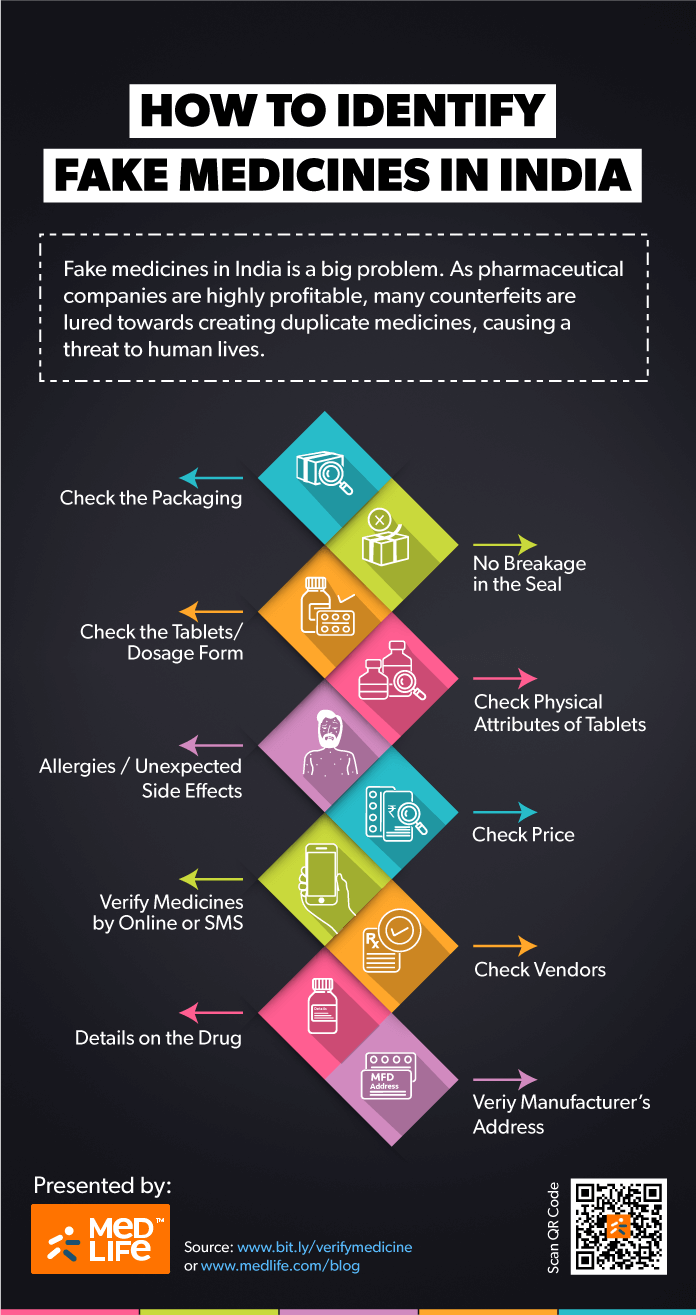 HOW TO IDENTIFY
FAKE MEDICINES IN INDIA
Fake medicines in India is a big problem. As pharmaceutical
companies are highly profitable, many counterfeits are
lured towards creating duplicate medicines, causing a
threat to human lives.
Check the Packaging
No Breakage
in the Seal
Check the Tablets/
Dosage Form
Check Physical
Attributes of Tablets
Allergies / Unexpected
Side Effects
₹
Check Price
Verify Medicines
by Online or SMS
Rx
Check Vendors
Details
Details on the Drug
MFD
Address
Veriy Manufacturer's
Address
Presented by:
MED
LIFE™
Source: www.bit.ly/verifymedicine
or www.medlife.com/blog
Scan QR Code